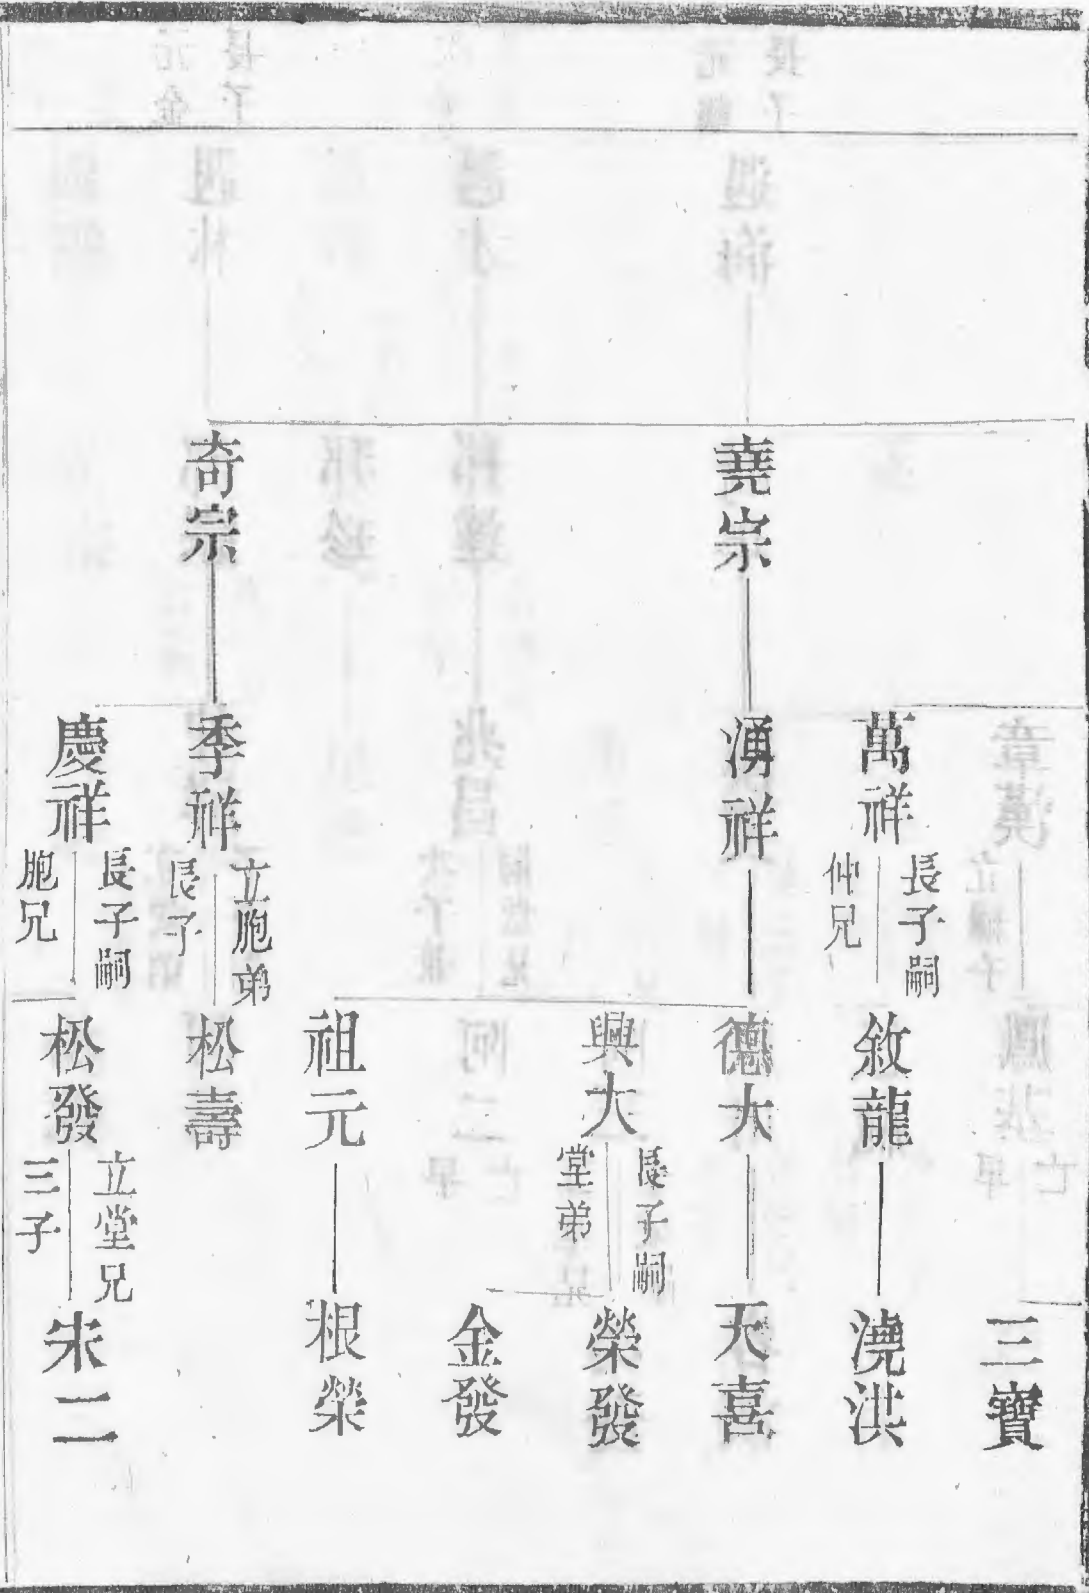 堯宗
奇宗
萬祥
長子嗣
仲兄
湧祥
季祥
立胞弟
長子
慶祥
長子嗣
胞兄
敘龍
德大
興大
長子嗣
堂弟
祖元
松壽
松發
立堂兄
三子
三寶
澆洪
天喜
榮發
金發
根榮
朱二